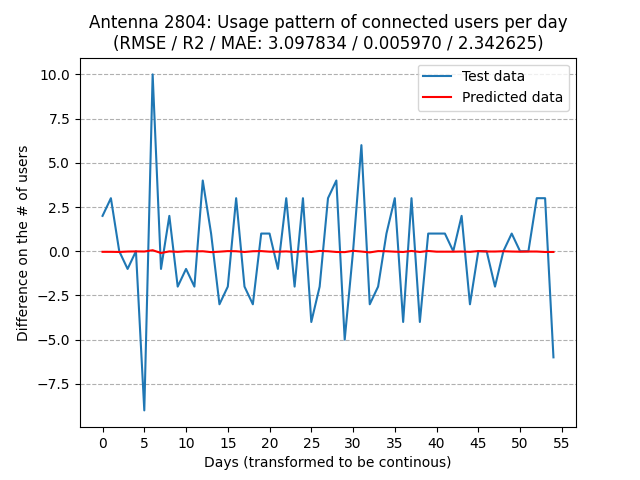 Antenna 2804: Usage pattern of connected users per day
(RMSE / R2 / MAE: 3.097834 / 0.005970 / 2.342625)
Test data
Predicted data
Difference on the # of users
10.0
7.5
5.0
2.5
0.0
−2.5
−5.0
−7.5
0 5 10 15 20 25 30 35 40 45 50 55
Days (transformed to be continous)